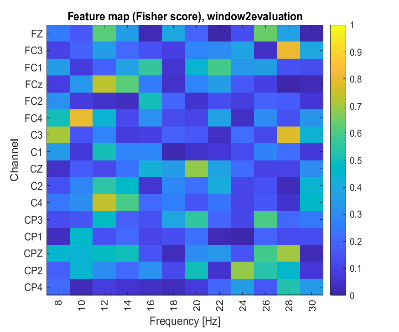 Feature map (Fisher score), window2evaluation
FZ
FC3
FC1
FCz
FC2
FC4
C3
C1
CZ
C2
C4
CP3
CP1
CPZ
CP2
CP4
Channel
8 10 12 14 16 18 20 22 24 26 28 30
Frequency [Hz]
1
0.9
0.8
0.7
0.6
0.5
0.4
0.3
0.2
0.1
0